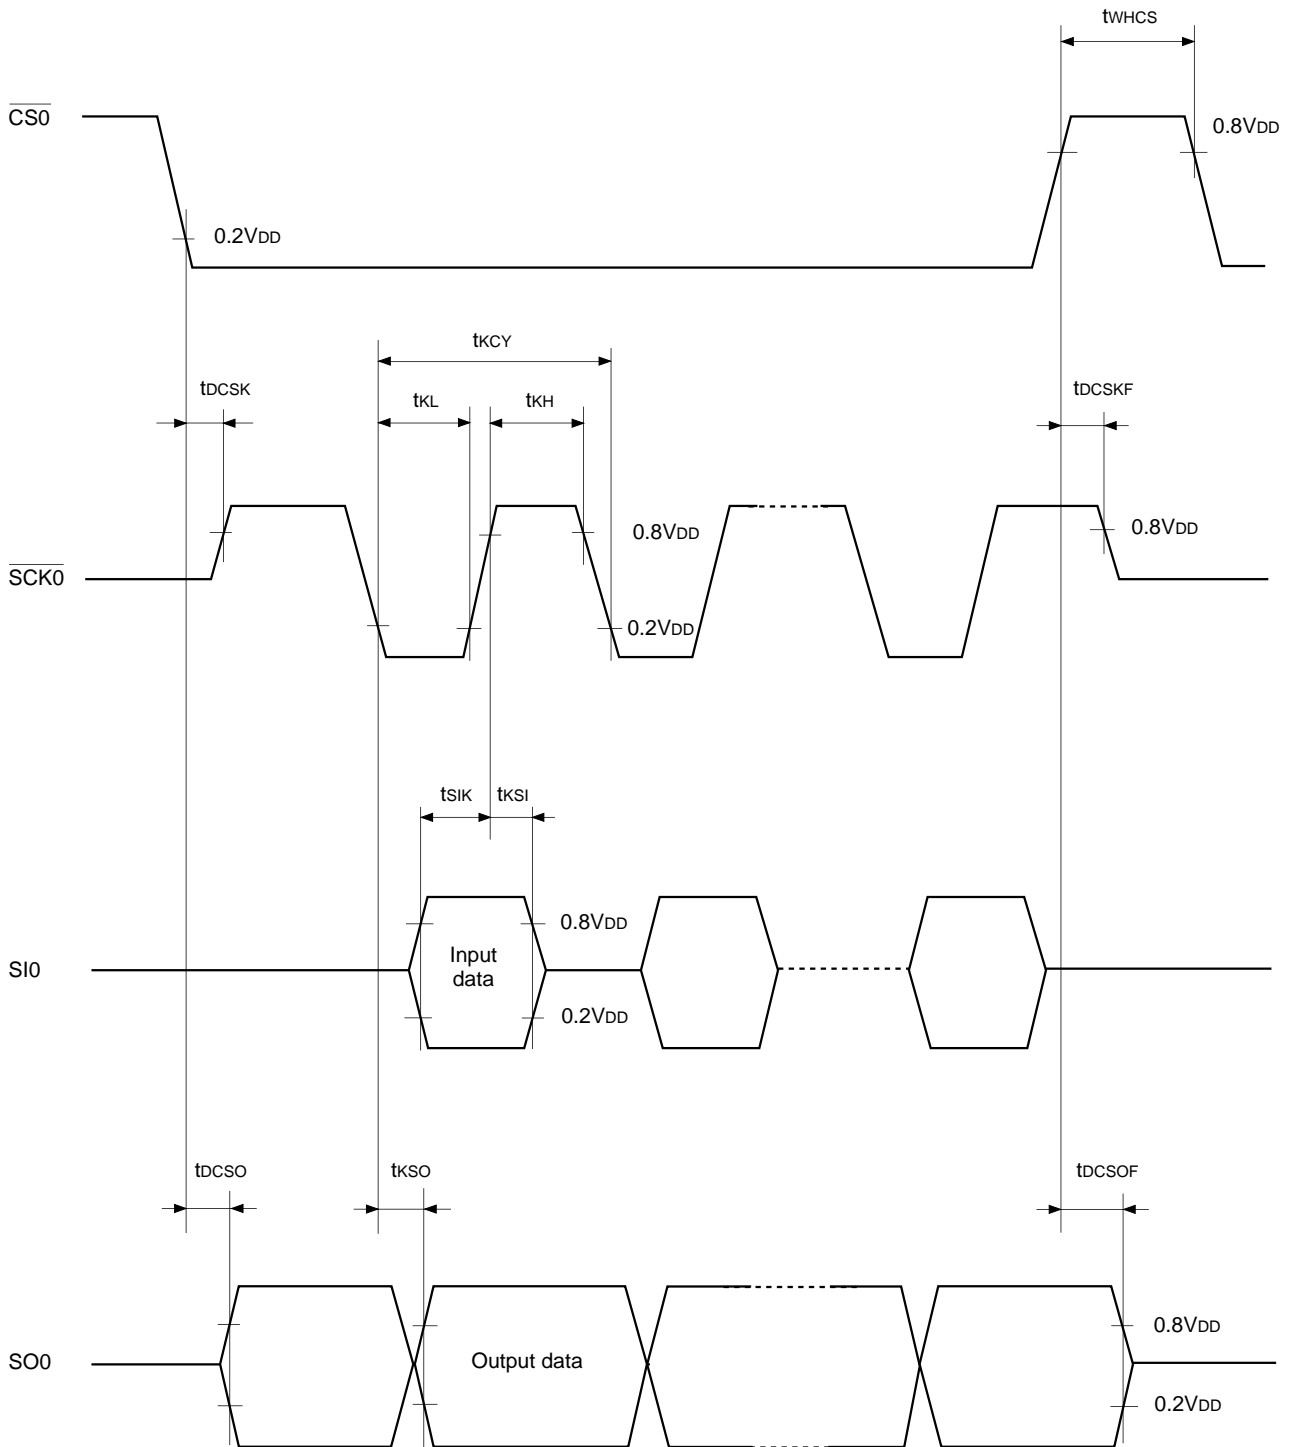 tWHCS
CS0
0.8VDD
0.2VDD
tKCY
tDCSK
tKL
tKH
tDCSKF
0.8VDD
0.8VDD
SCK0
0.2VDD
tSIK
tKSI
0.8VDD
Input
data
SI0
0.2VDD
tDCSO
tKSO
tDCSOF
0.8VDD
SO0
Output data
0.2VDD